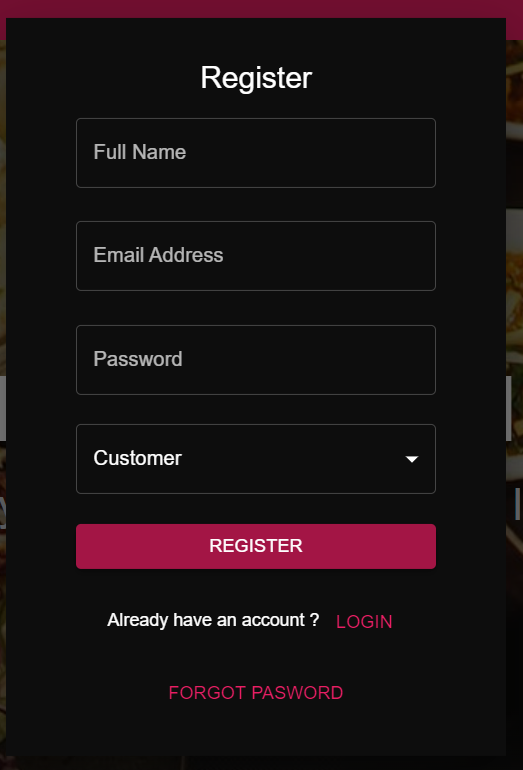 Register
Full Name
Email Address
Password
Customer
REGISTER
Already have an account ? LOGIN
FORGOT PASWORD